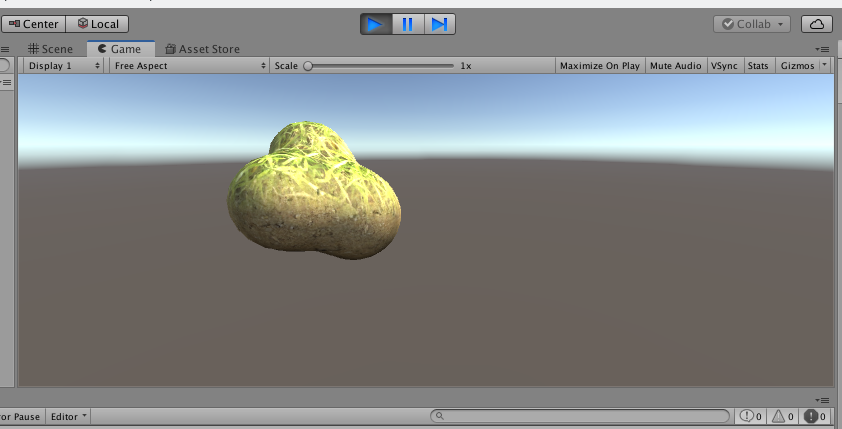 Center Local Collab
Scene Game Asset Store
Display 1 Free Aspect Scale 1x Maximize On Play Mute Audio VSync Stats Gizmos
or Pause Editor 0 0 0